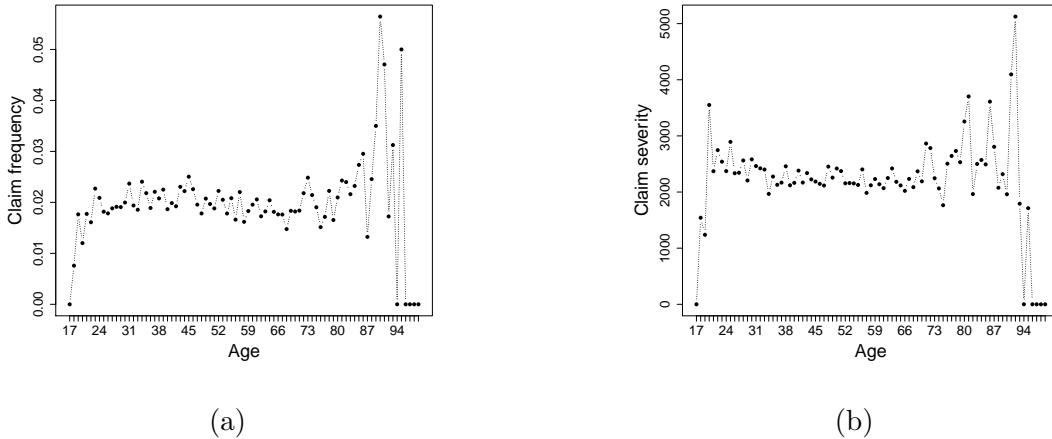 Claim frequency
0.00 0.01 0.02 0.03 0.04 0.05
17 24 31 38 45 52 59 66 73 80 87 94
Age
(a)
Claim severity
0 1000 2000 3000 4000 5000
17 24 31 38 45 52 59 66 73 80 87 94
Age
(b)